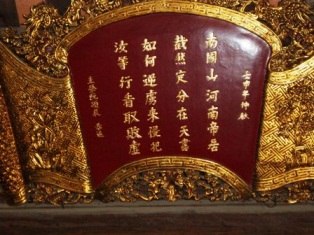 壬申年仲秋
南國山河南帝居
截然定分在天書
如何逆虜來侵犯
汝等行看取敗虛